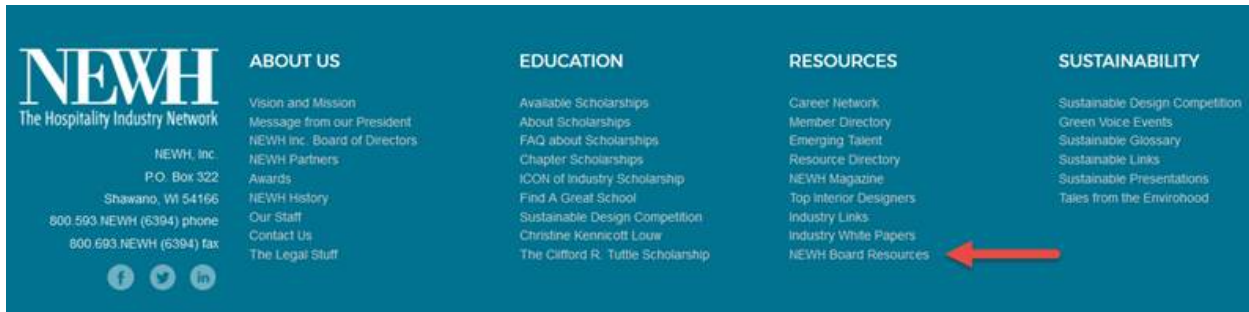 NEWH
The Hospitality Industry Network
NEWH, Inc.
P.O. Box 322
Shawano, WI 54166
800.593.NEWH (6394) phone
800.693.NEWH (6394) fax
ABOUT US
Vision and Mission
Message from our President
NEWH Inc. Board of Directors
NEWH Partners
Awards
NEWH History
Our Staff
Contact Us
The Legal Stuff
EDUCATION
Available Scholarships
About Scholarships
FAQ about Scholarships
Chapter Scholarships
ICON of Industry Scholarship
Find A Great School
Sustainable Design Competition
Christine Kennicott Louw
The Clifford R. Tuttle Scholarship
RESOURCES
Career Network
Member Directory
Emerging Talent
Resource Directory
NEWH Magazine
Top Interior Designers
Industry Links
Industry White Papers
NEWH Board Resources
SUSTAINABILITY
Sustainable Design Competition
Green Voice Events
Sustainable Glossary
Sustainable Links
Sustainable Presentations
Tales from the Envirohood